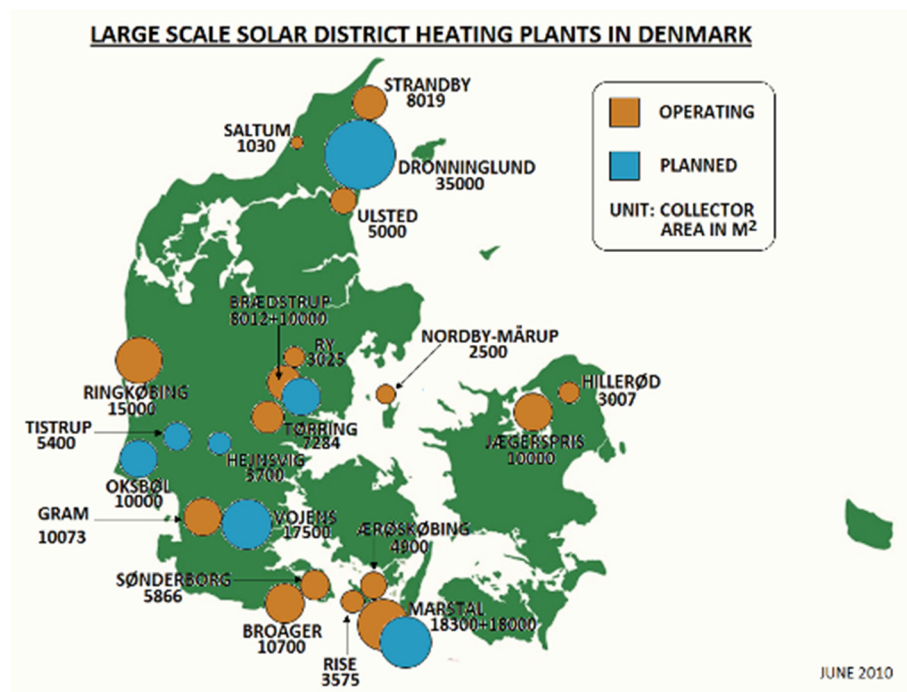 LARGE SCALE SOLAR DISTRICT HEATING PLANTS IN DENMARK
STRANDBY
8019
SALTUM
1030
DRONNINGLUND
35000
ULSTED
5000
OPERATING
PLANNED
UNIT: COLLECTOR
AREA IN M²
BRÆDSTRUP
8012+10000
RY
3025
NORDBY-MÅRUP
2500
RINGKØBING
15000
HILLERØD
3007
TISTRUP
5400
TØRRING
7284
JÆGERSPRIS
10000
HEJNSVIG
3700
OKSBØL
10000
GRAM
10073
VOJENS
17500
ÆRØSKØBING
4900
SØNDERBORG
5866
MARSTAL
18300+18000
BROAGER
10700
RISE
3575
JUNE 2010